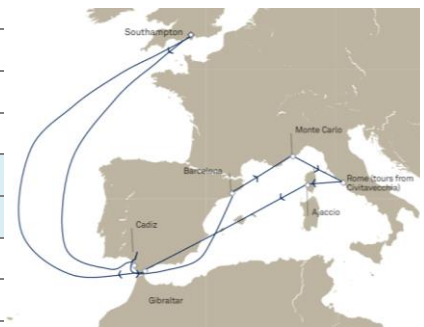 Southampton
Monte Carlo
Barcelona
Rome (tours from
Civitavecchia)
Ajaccio
Cadiz
Gibraltar